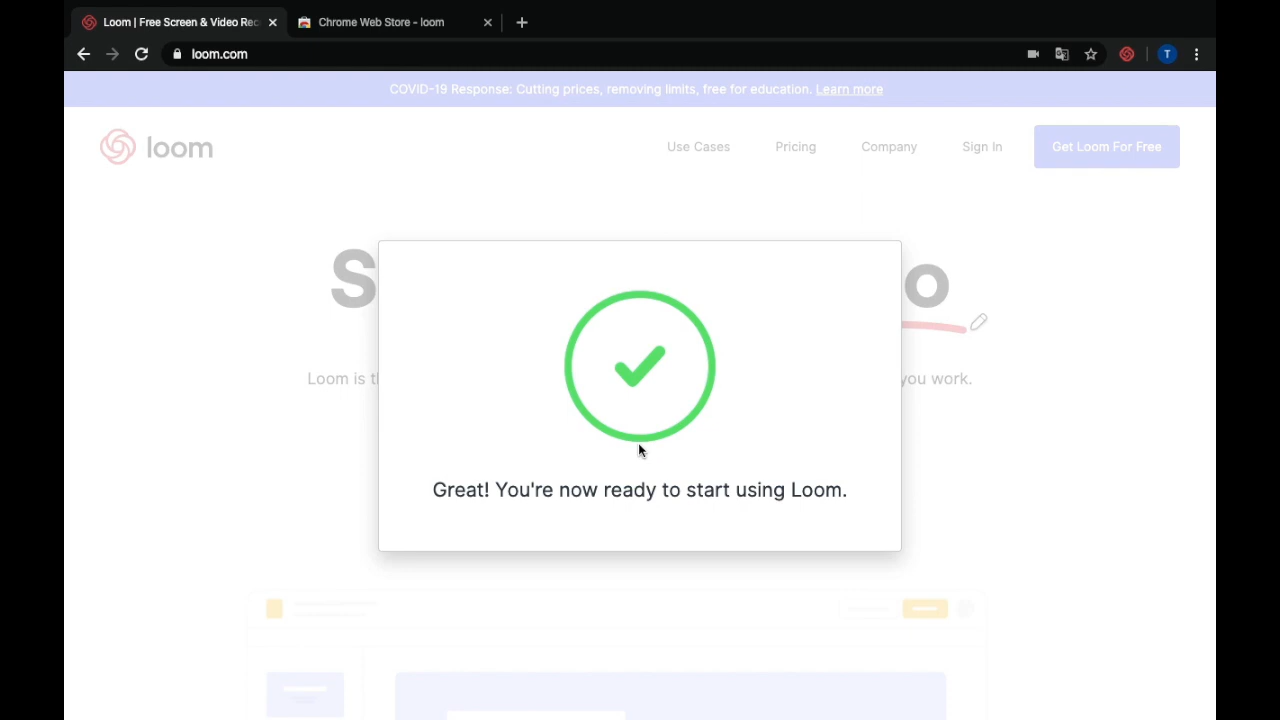 Loom | Free Screen & Video Rec
Chrome Web Store - loom
loom.com
T
COVID-19 Response: Cutting prices, removing limits, free for education. Learn more
loom
Use Cases
Pricing
Company
Sign In
Get Loom For Free
S
o
Loom is t
you work.
Great! You're now ready to start using Loom.